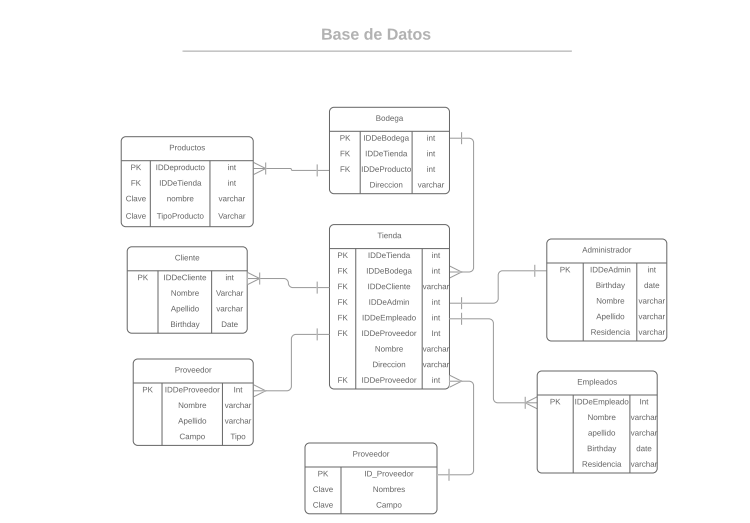 Base de Datos
Bodega
PK IDDeBodega int
FK IDDeTienda int
FK IDDeProducto int
Direccion varchar
Productos
PK IDDeproducto int
FK IDDeTienda int
Clave nombre varchar
Clave TipoProducto Varchar
Tienda
PK IDDeTienda int
FK IDDeBodega int
FK IDDeCliente varchar
FK IDDeAdmin int
FK IDDeEmpleado int
FK IDDeProveedor Int
Nombre varchar
Direccion varchar
FK IDDeProveedor int
Cliente
PK IDDeCliente int
Nombre Varchar
Apellido varchar
Birthday Date
Administrador
PK IDDeAdmin int
Birthday date
Nombre varchar
Apellido varchar
Residencia varchar
Proveedor
PK IDDeProveedor Int
Nombre varchar
Apellido varchar
Campo Tipo
Empleados
PK IDDeEmpleado Int
Nombre varchar
apellido varchar
Birthday date
Residencia varchar
Proveedor
PK ID_Proveedor
Clave Nombres
Clave Campo